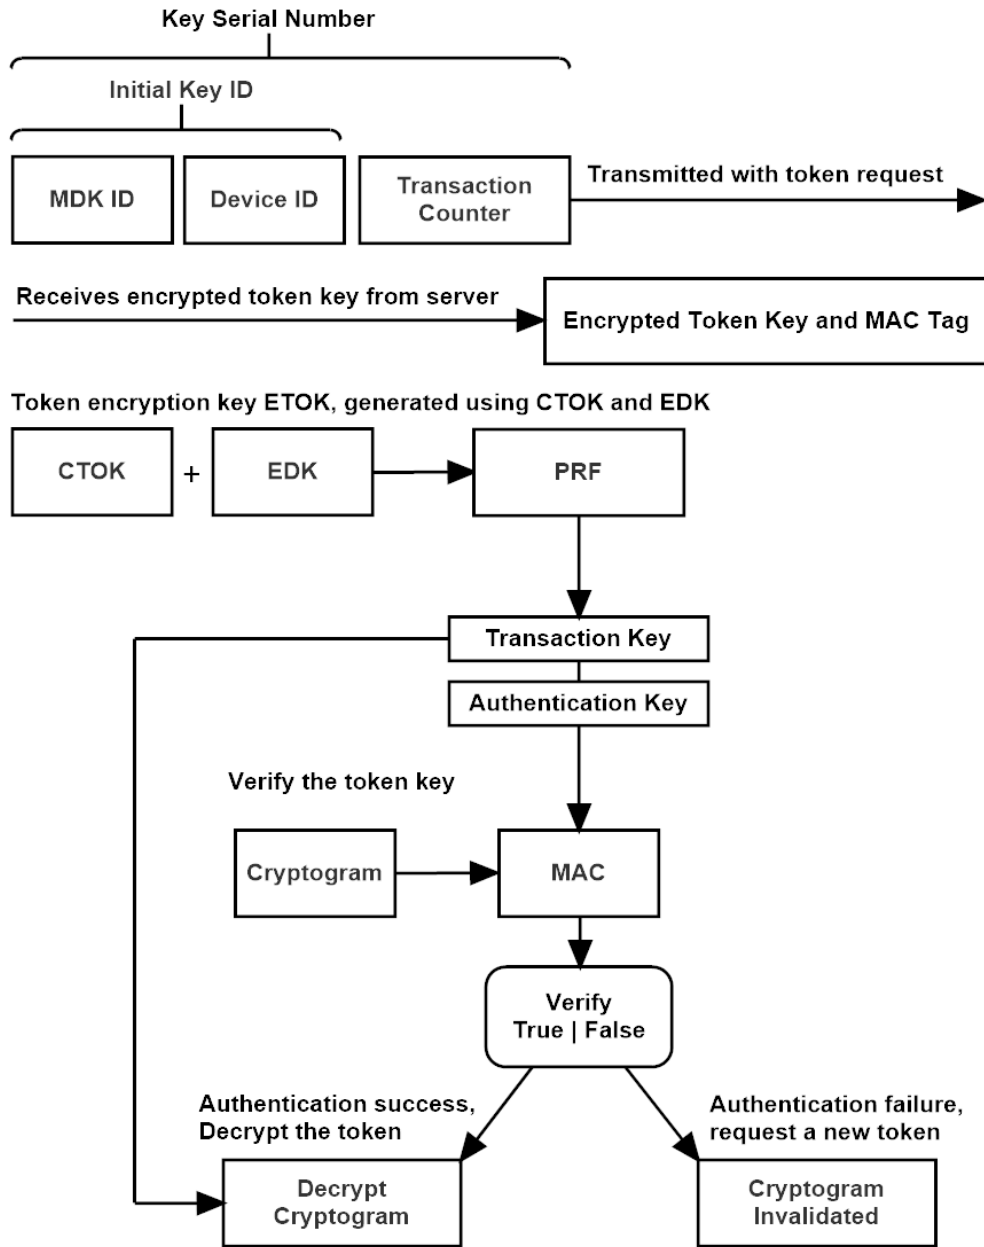 Key Serial Number
Initial Key ID
MDK ID
Device ID
Transaction
Counter
Transmitted with token request
Receives encrypted token key from server
Encrypted Token Key and MAC Tag
Token encryption key ETOK, generated using CTOK and EDK
CTOK
+
EDK
PRF
Transaction Key
Authentication Key
Verify the token key
Cryptogram
MAC
Verify
True | False
Authentication success,
Decrypt the token
Authentication failure,
request a new token
Decrypt
Cryptogram
Cryptogram
Invalidated